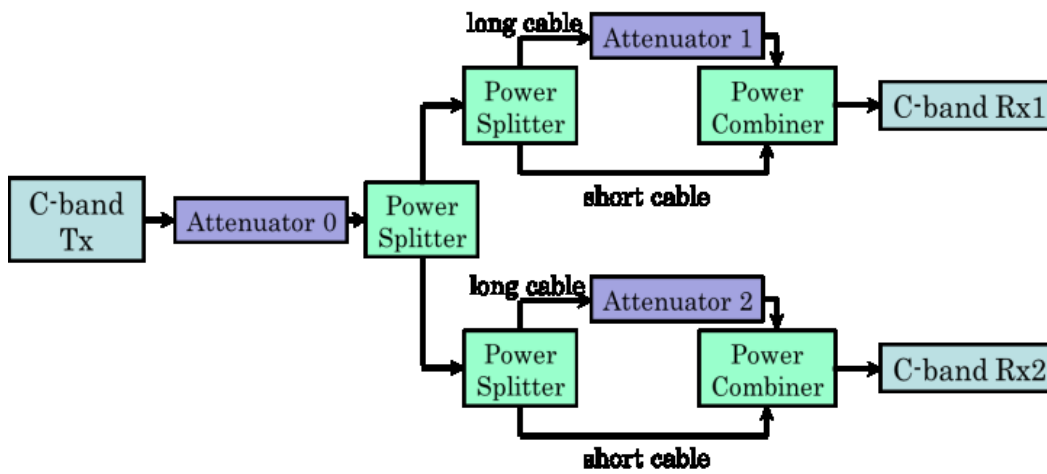 long cable
Attenuator 1
Power
Splitter
Power
Combiner
C-band Rx1
short cable
C-band
Tx
Attenuator 0
Power
Splitter
long cable
Attenuator 2
Power
Splitter
Power
Combiner
C-band Rx2
short cable